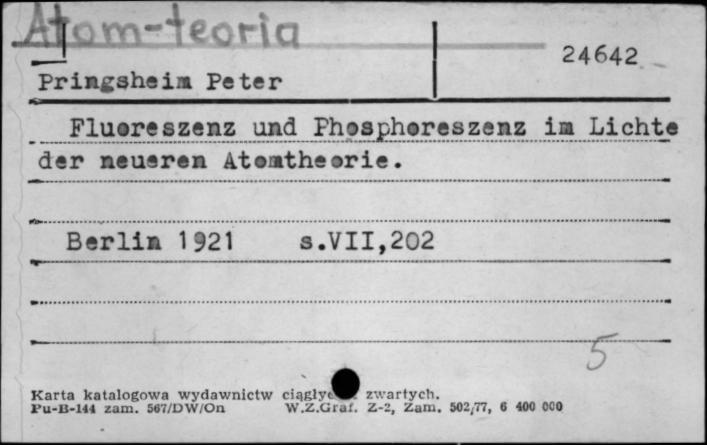 Atom-teoria
24642
Pringsheim Peter
Fluoreszenz und Phosphoreszenz im Lichte
der neueren Atomtheorie.
Berlin 1921 s.VII,202
5
Karta katalogowa wydawnictw zwartych.
Pu-B-144 zam. 567/DW/On W.Z.Graf. Z-2, Zam. 502/77, 6 400 000